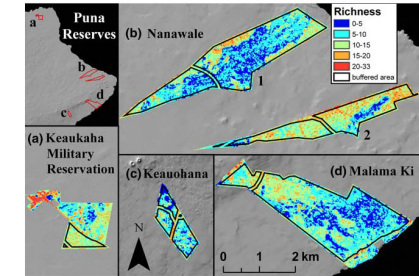 Puna
Reserves
a
b
d
c
(b) Nanawale
1
2
Richness
0-5
5-10
10-15
15-20
20-33
buffered area
(a) Keaukaha
Military
Reservation
(c) Keauohana
N
(d) Malama Ki
0 1 2 km